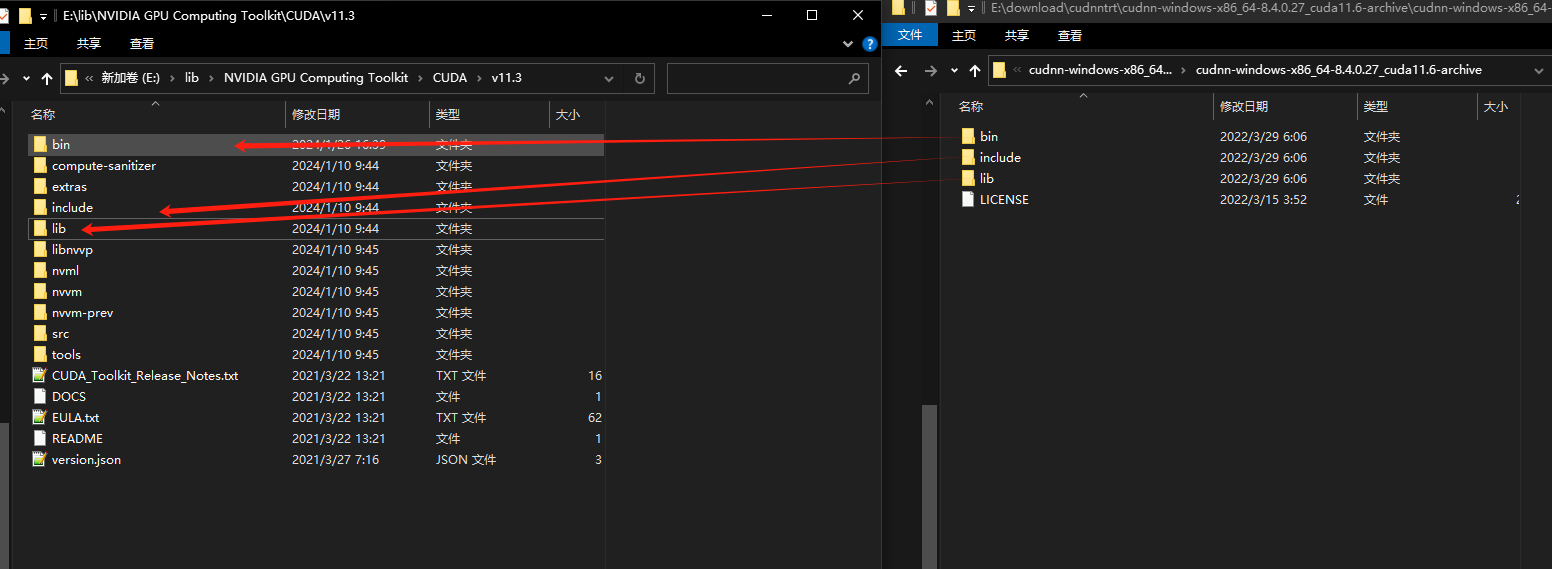 E:\lib\NVIDIA GPU Computing Toolkit\CUDA\v11.3
主页 共享 查看
« 新加卷 (E:) › lib › NVIDIA GPU Computing Toolkit › CUDA › v11.3
名称 修改日期 类型 大小
bin 2024/1/26 16:39 文件夹
compute-sanitizer 2024/1/10 9:44 文件夹
extras 2024/1/10 9:44 文件夹
include 2024/1/10 9:44 文件夹
lib 2024/1/10 9:44 文件夹
libnvvp 2024/1/10 9:45 文件夹
nvml 2024/1/10 9:45 文件夹
nvvm 2024/1/10 9:45 文件夹
nvvm-prev 2024/1/10 9:45 文件夹
src 2024/1/10 9:45 文件夹
tools 2024/1/10 9:45 文件夹
CUDA_Toolkit_Release_Notes.txt 2021/3/22 13:21 TXT 文件 16
DOCS 2021/3/22 13:21 文件 1
EULA.txt 2021/3/22 13:21 TXT 文件 62
README 2021/3/22 13:21 文件 1
version.json 2021/3/27 7:16 JSON 文件 3
E:\download\cudnntrt\cudnn-windows-x86_64-8.4.0.27_cuda11.6-archive\cudnn-windows-x86_64-
文件 主页 共享 查看
« cudnn-windows-x86_64... › cudnn-windows-x86_64-8.4.0.27_cuda11.6-archive
名称 修改日期 类型 大小
bin 2022/3/29 6:06 文件夹
include 2022/3/29 6:06 文件夹
lib 2022/3/29 6:06 文件夹
LICENSE 2022/3/15 3:52 文件